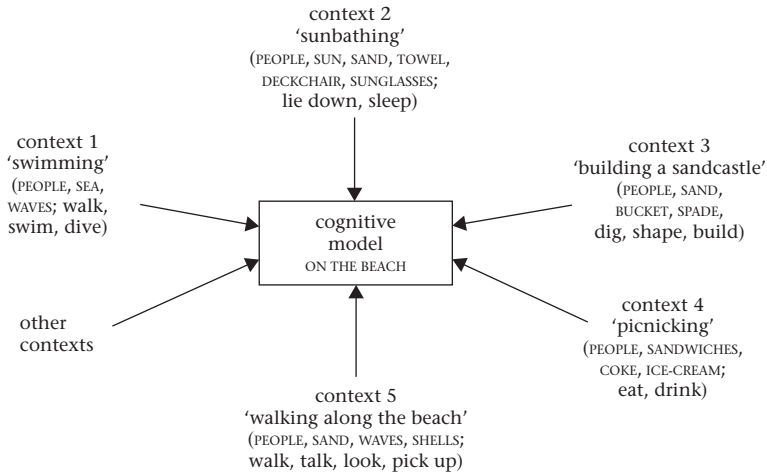 context 2
'sunbathing'
(PEOPLE, SUN, SAND, TOWEL,
DECKCHAIR, SUNGLASSES;
lie down, sleep)
context 1
'swimming'
(PEOPLE, SEA,
WAVES; walk,
swim, dive)
context 3
'building a sandcastle'
(PEOPLE, SAND,
BUCKET, SPADE,
dig, shape, build)
cognitive
model
ON THE BEACH
other
contexts
context 4
'picnicking'
(PEOPLE, SANDWICHES,
COKE, ICE-CREAM;
eat, drink)
context 5
'walking along the beach'
(PEOPLE, SAND, WAVES, SHELLS;
walk, talk, look, pick up)